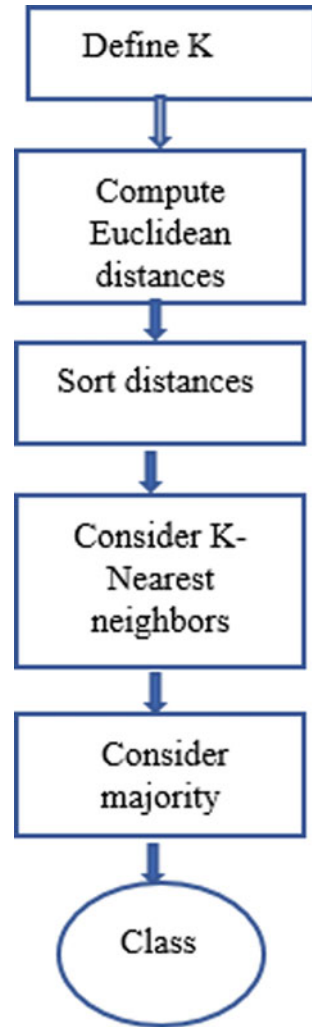 Define K
Compute
Euclidean
distances
Sort distances
Consider K-
Nearest
neighbors
Consider
majority
Class